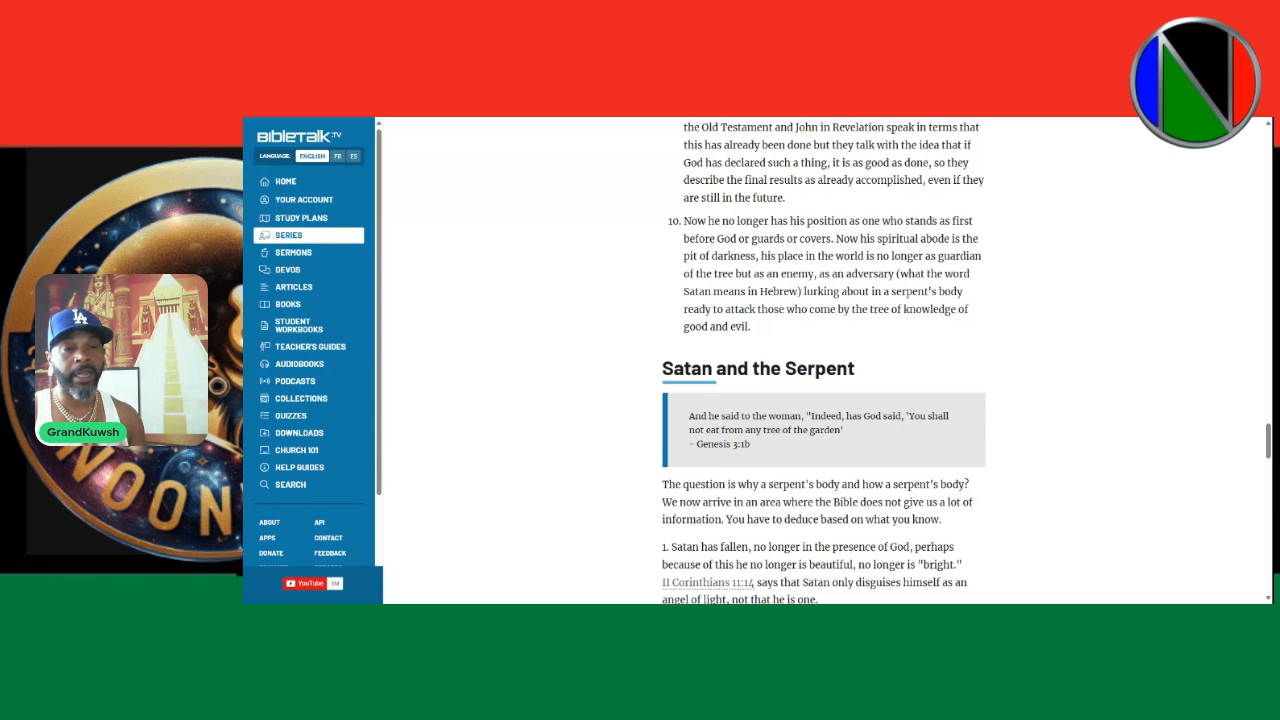 BIBLETALK.TV
LANGUAGE: ENGLISH FR ES
HOME
YOUR ACCOUNT
STUDY PLANS
SERIES
SERMONS
DEVOS
ARTICLES
BOOKS
STUDENT
WORKBOOKS
TEACHER'S GUIDES
AUDIOBOOKS
PODCASTS
COLLECTIONS
QUIZZES
DOWNLOADS
CHURCH 101
HELP GUIDES
SEARCH
ABOUT API
APPS CONTACT
DONATE FEEDBACK
YouTube
the Old Testament and John in Revelation speak in terms that
this has already been done but they talk with the idea that if
God has declared such a thing, it is as good as done, so they
describe the final results as already accomplished, even if they
are still in the future.
10. Now he no longer has his position as one who stands as first
before God or guards or covers. Now his spiritual abode is the
pit of darkness, his place in the world is no longer as guardian
of the tree but as an enemy, as an adversary (what the word
Satan means in Hebrew) lurking about in a serpent's body
ready to attack those who come by the tree of knowledge of
good and evil.
Satan and the Serpent
And he said to the woman, "Indeed, has God said, 'You shall
not eat from any tree of the garden'
- Genesis 3:1b
The question is why a serpent's body and how a serpent's body?
We now arrive in an area where the Bible does not give us a lot of
information. You have to deduce based on what you know.
1. Satan has fallen, no longer in the presence of God, perhaps
because of this he no longer is beautiful, no longer is "bright."
II Corinthians 11:14 says that Satan only disguises himself as an
angel of light, not that he is one.
LA
GrandKuwsh
NOON
N